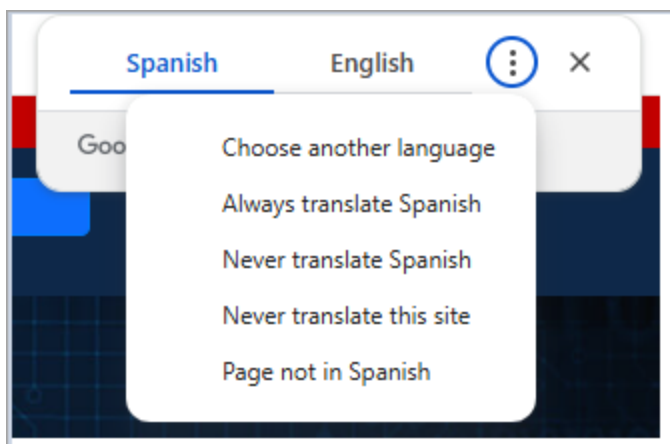 Spanish English
Goo
Choose another language
Always translate Spanish
Never translate Spanish
Never translate this site
Page not in Spanish